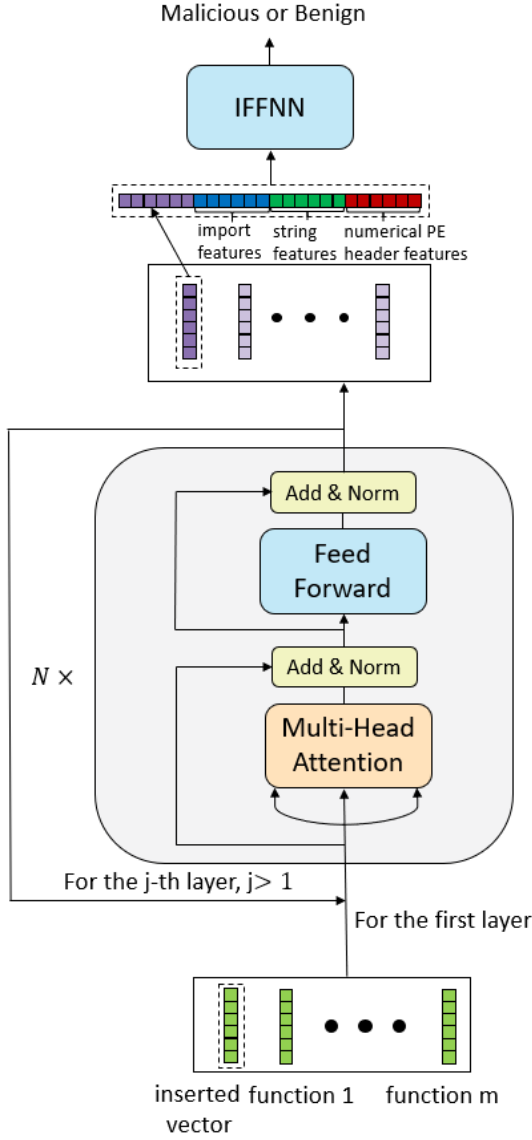 Malicious or Benign
IFFNN
import
features
string
features
numerical PE
header features
Add & Norm
Feed
Forward
Add & Norm
N ×
Multi-Head
Attention
For the j-th layer, j> 1
For the first layer
inserted
vector
function 1
function m